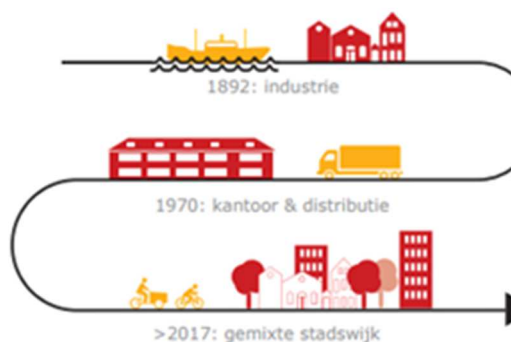 1892: industrie
1970: kantoor & distributie
>2017: gemixte stadswijk